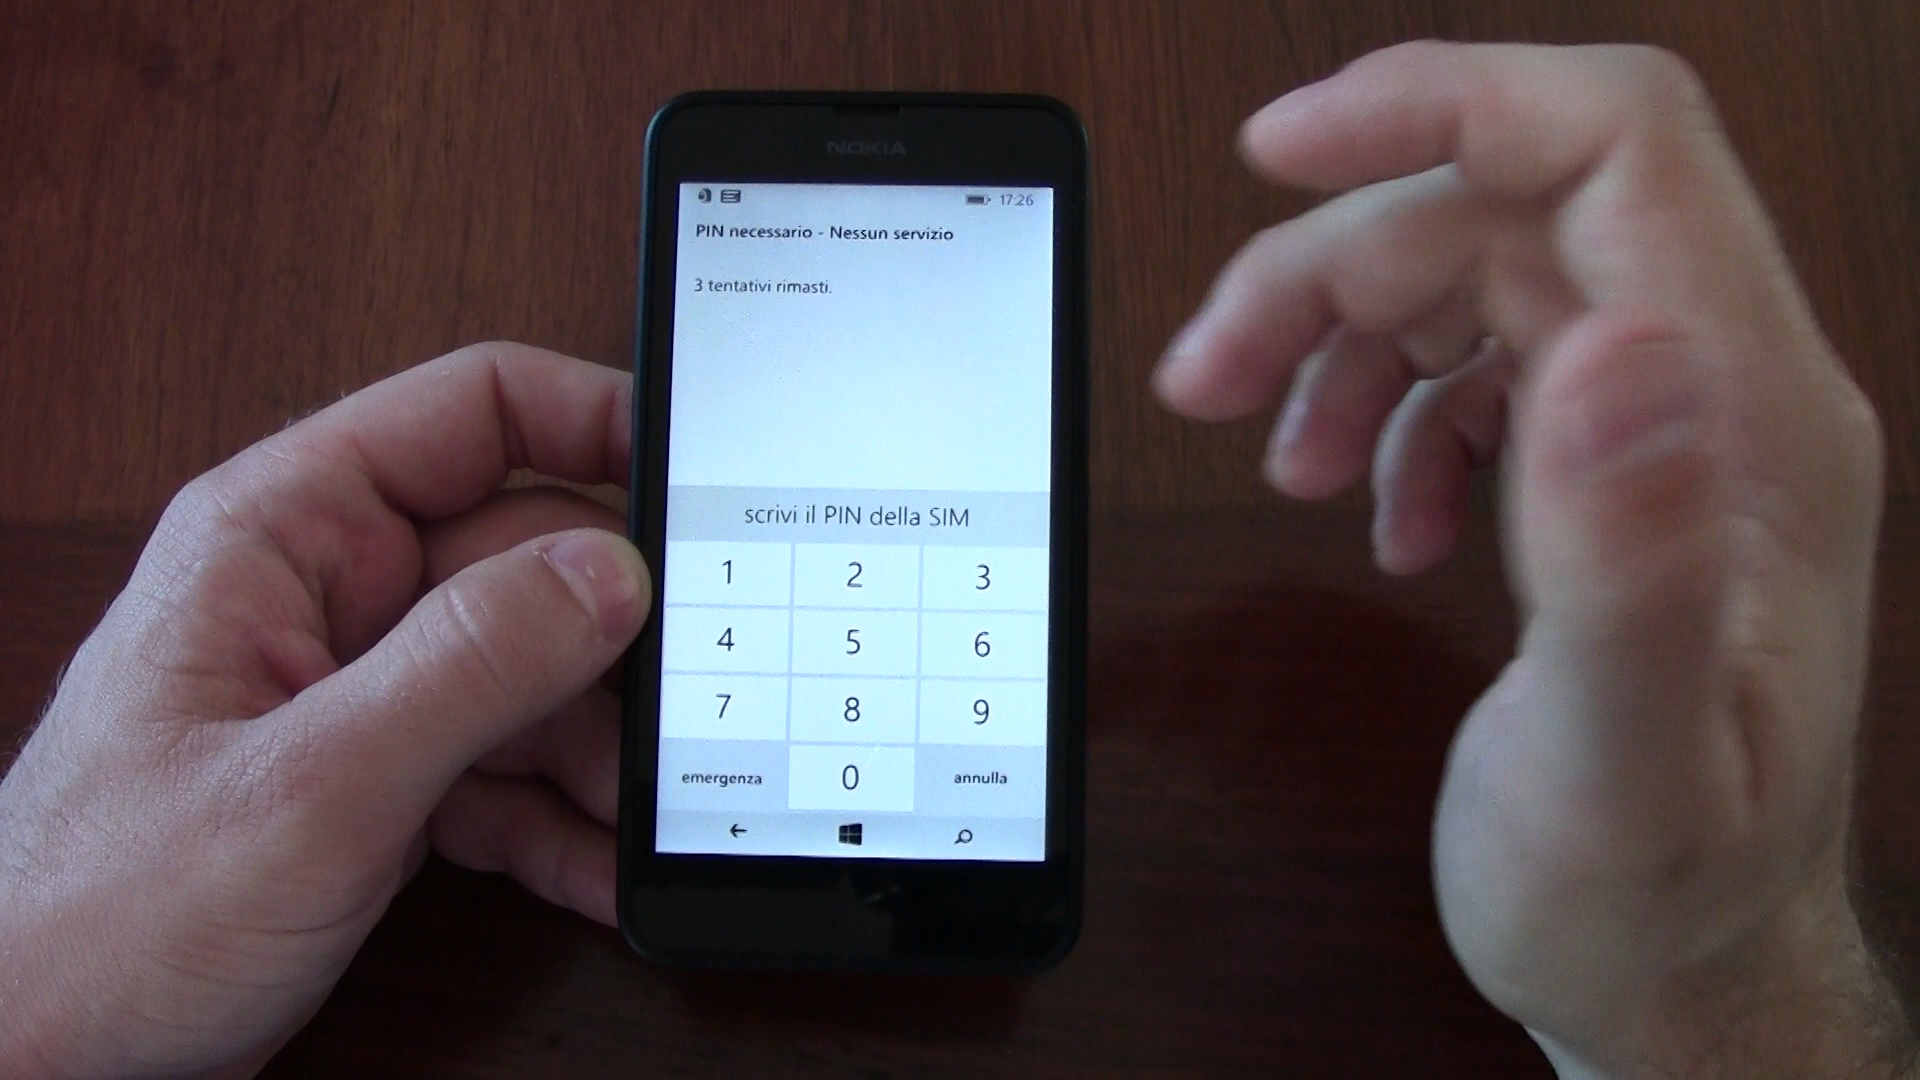 NOKIA
17:26
PIN necessario - Nessun servizio
3 tentativi rimasti.
scrivi il PIN della SIM
1 2 3
4 5 6
7 8 9
emergenza 0 annulla